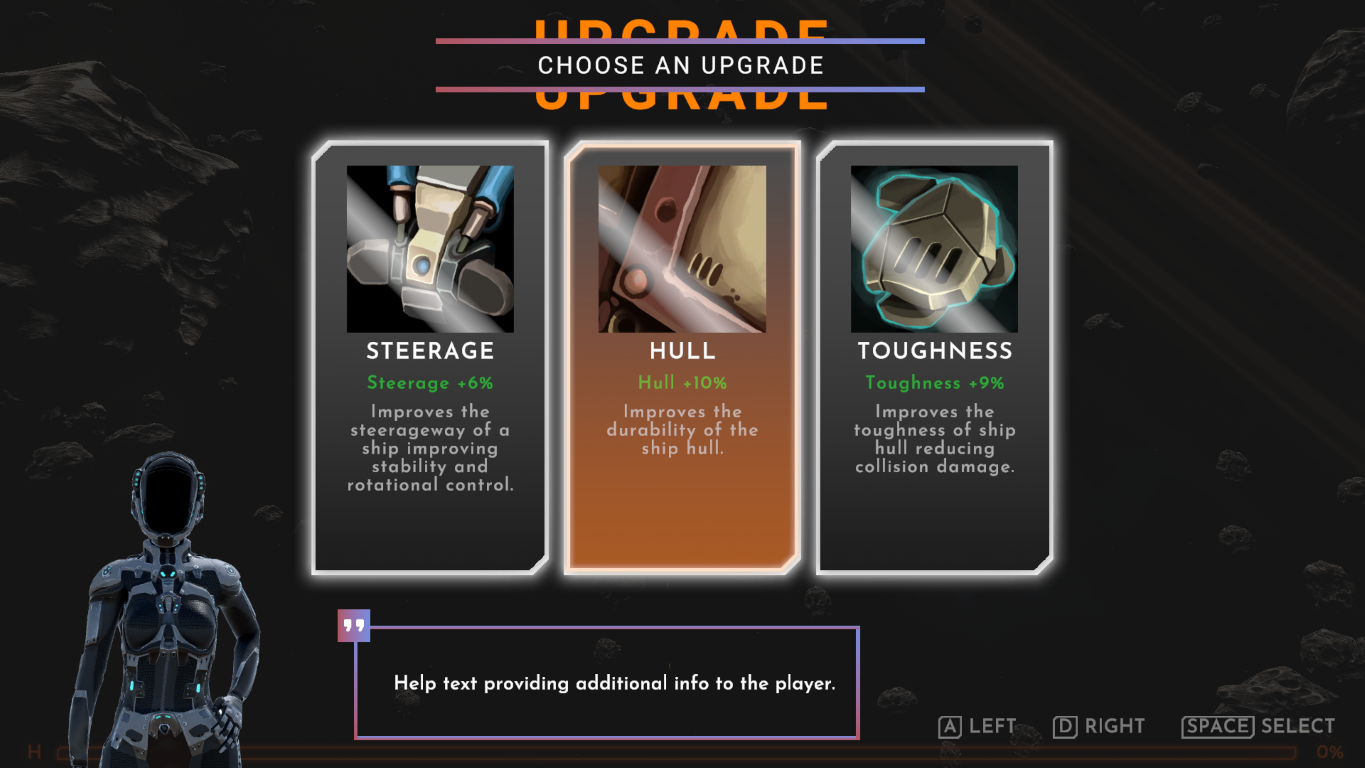 UPGRADE
CHOOSE AN UPGRADE
UPGRADE
STEERAGE
Steerage +6%
Improves the
steerageway of a
ship improving
stability and
rotational control.
HULL
Hull +10%
Improves the
durability of the
ship hull.
TOUGHNESS
Toughness +9%
Improves the
toughness of ship
hull reducing
collision damage.
Help text providing additional info to the player.
A LEFT D RIGHT SPACE SELECT
H 0%